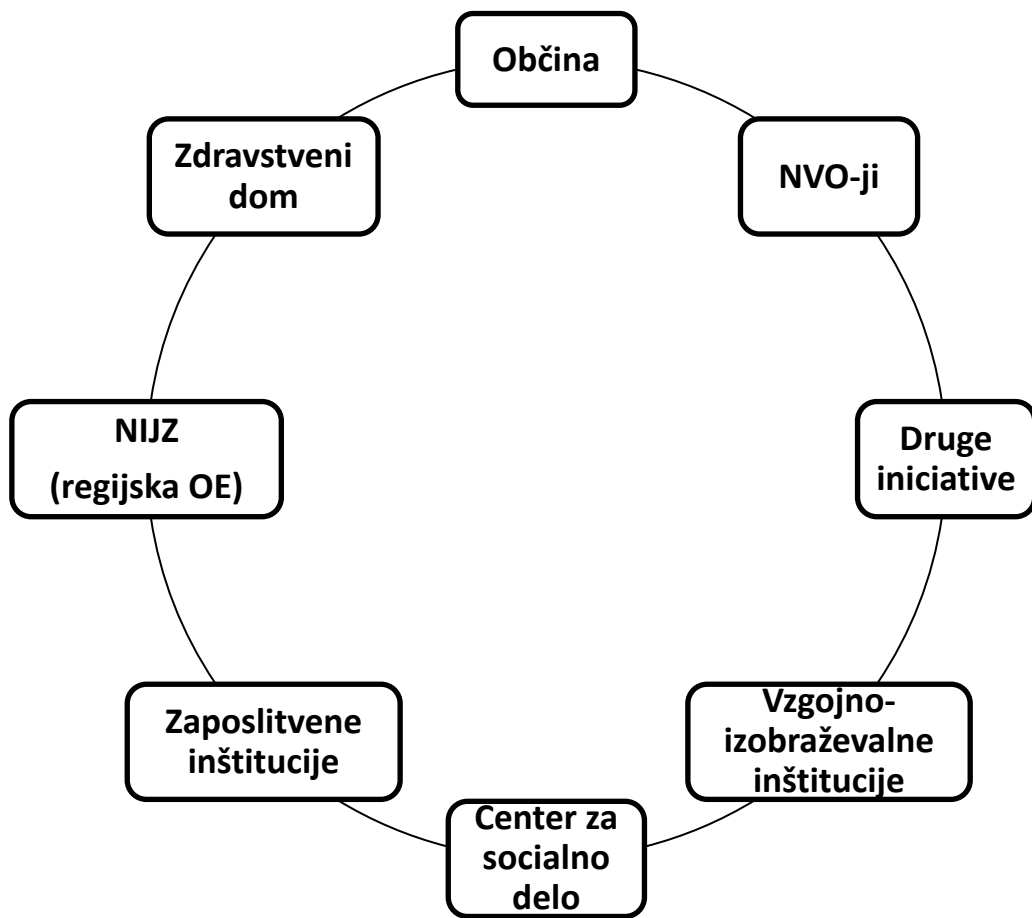 Občina
NVO-ji
Druge
iniciative
Vzgojno-
izobraževalne
inštitucije
Center za
socialno
delo
Zaposlitvene
inštitucije
NIJZ
(regijska OE)
Zdravstveni
dom